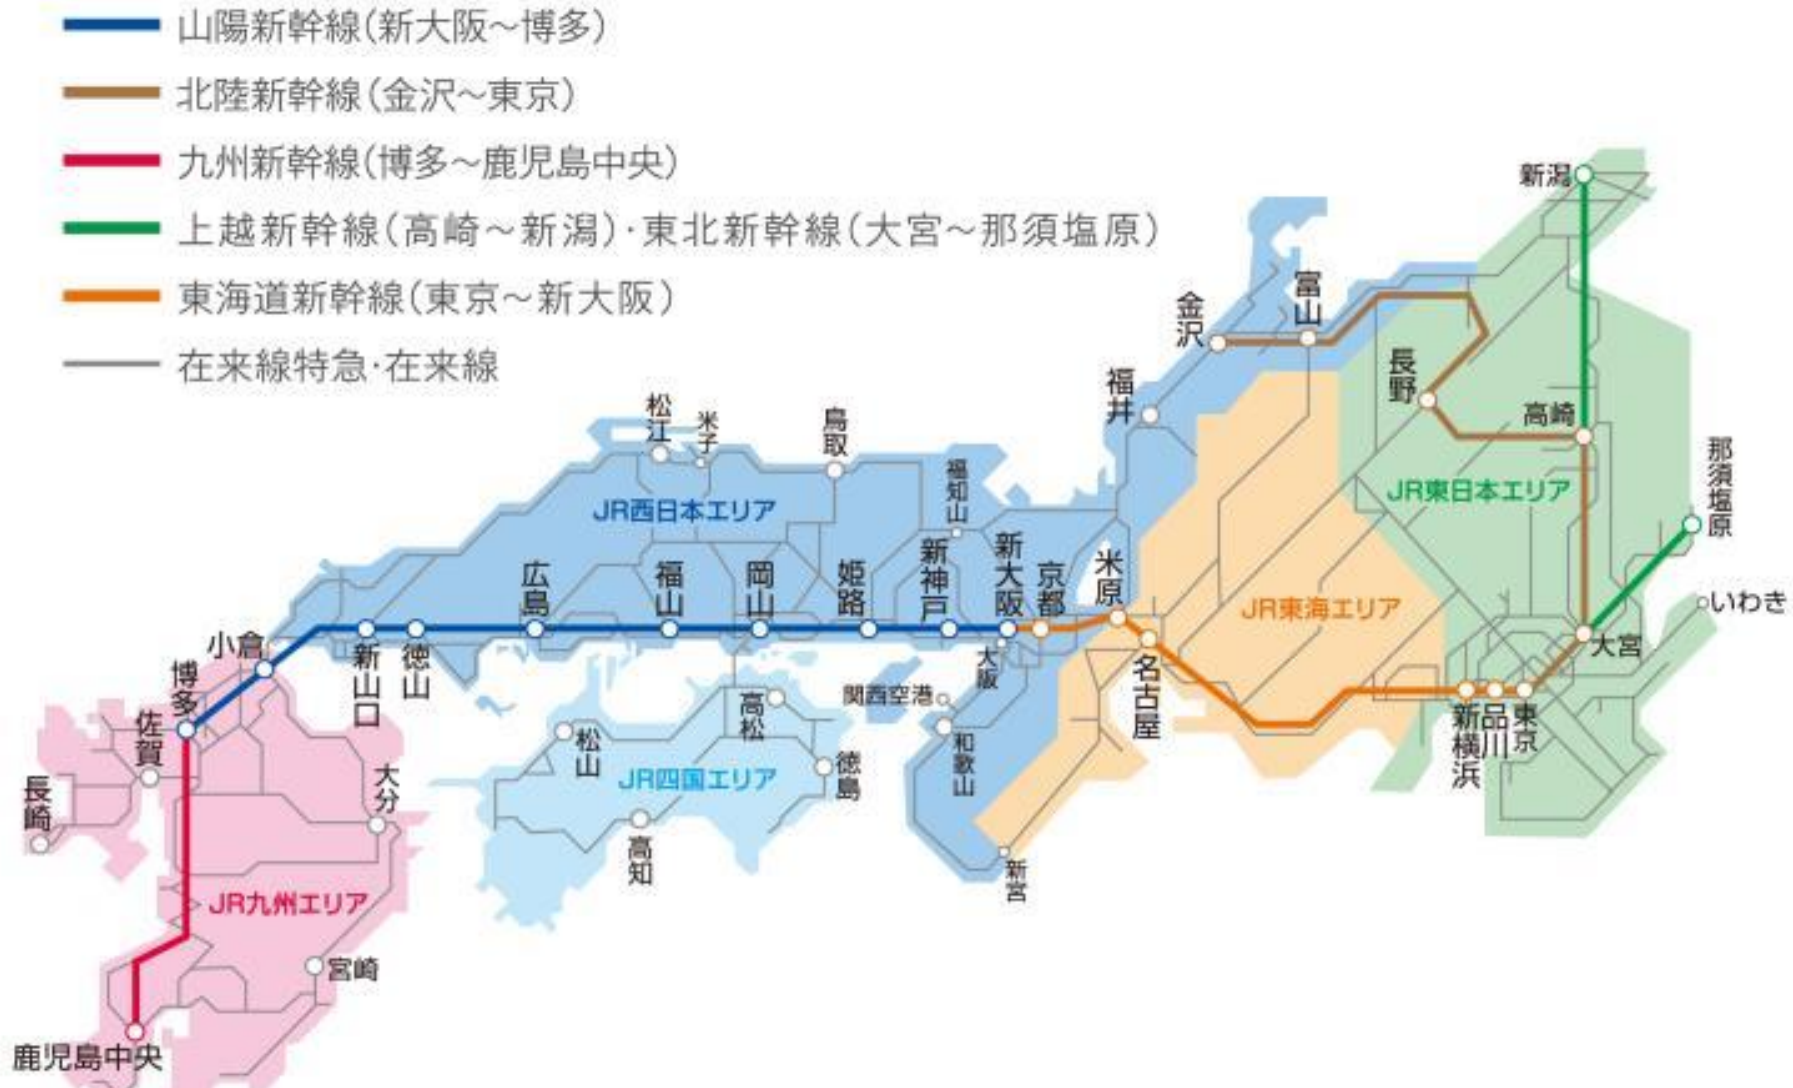 山陽新幹線(新大阪～博多)
北陸新幹線(金沢～東京)
九州新幹線(博多～鹿児島中央)
上越新幹線(高崎～新潟)・東北新幹線(大宮～那須塩原)
東海道新幹線(東京～新大阪)
在来線特急・在来線
新潟
富山
金沢
長野
福井
高崎
松江
米子
鳥取
那須塩原
福知山
JR東日本エリア
JR西日本エリア
新大阪
新神戸
京都
米原
広島
福山
岡山
姫路
JR東海エリア
いわき
小倉
大宮
博多
新山口
徳山
大阪
名古屋
関西空港
高松
佐賀
新横浜
品川
東京
松山
和歌山
徳島
JR四国エリア
大分
長崎
高知
新宮
JR九州エリア
宮崎
鹿児島中央